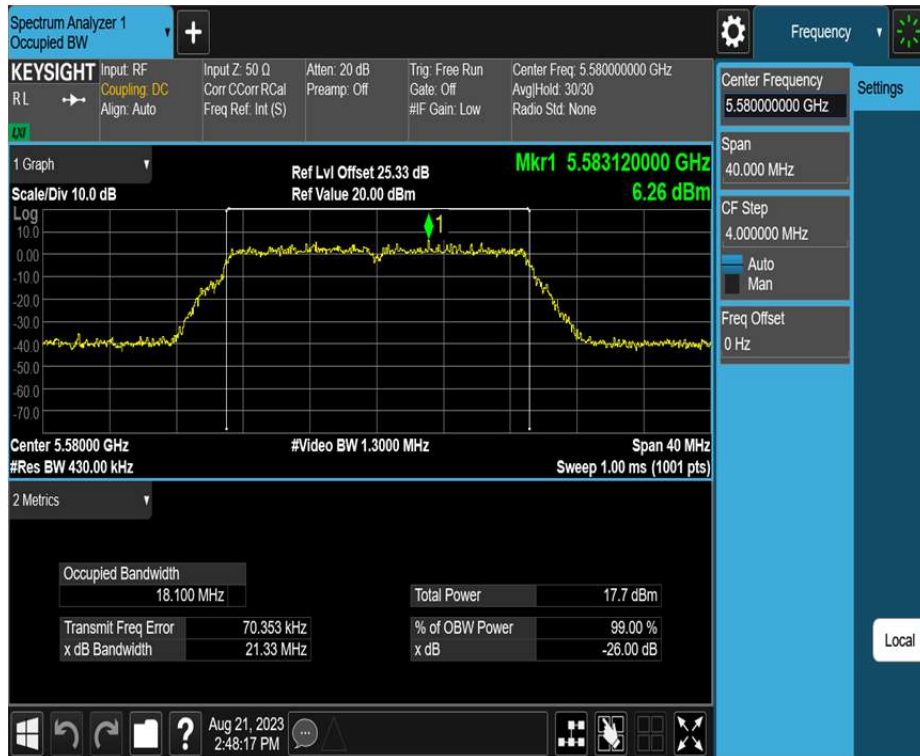 Spectrum Analyzer 1
Occupied BW
+
Frequency
KEYSIGHT
R L
LXI
Input: RF
Coupling: DC
Align: Auto
Input Z: 50 Ω
Corr CCorr RCal
Freq Ref: Int (S)
Atten: 20 dB
Preamp: Off
Trig: Free Run
Gate: Off
#IF Gain: Low
Center Freq: 5.580000000 GHz
Avg|Hold: 30/30
Radio Std: None
Center Frequency
5.58000000 GHz
Settings
Span
40.000 MHz
CF Step
4.000000 MHz
Auto
Man
Freq Offset
0 Hz
Local
1 Graph
Scale/Div 10.0 dB
Ref Lvl Offset 25.33 dB
Ref Value 20.00 dBm
Mkr1 5.583120000 GHz
6.26 dBm
Log
10.0
0.00
-10.0
-20.0
-30.0
-40.0
-50.0
-60.0
-70.0
1
Center 5.58000 GHz
#Video BW 1.3000 MHz
Span 40 MHz
#Res BW 430.00 kHz
Sweep 1.00 ms (1001 pts)
2 Metrics
Occupied Bandwidth
18.100 MHz
Total Power 17.7 dBm
Transmit Freq Error 70.353 kHz
% of OBW Power 99.00 %
x dB Bandwidth 21.33 MHz
x dB -26.00 dB
?
Aug 21, 2023
2:48:17 PM